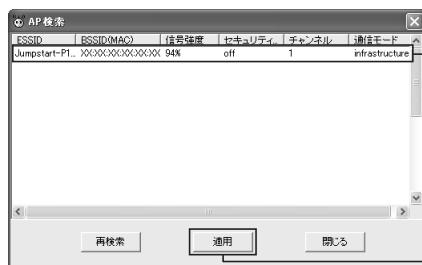 AP検索
ESSID BSSID(MAC) 信号強度 セキュリティ... チャンネル 通信モード
Jumpstart-P1... XX:XX:XX:XX:XX:XX 94% off 1 infrastructure
再検索 適用 閉じる